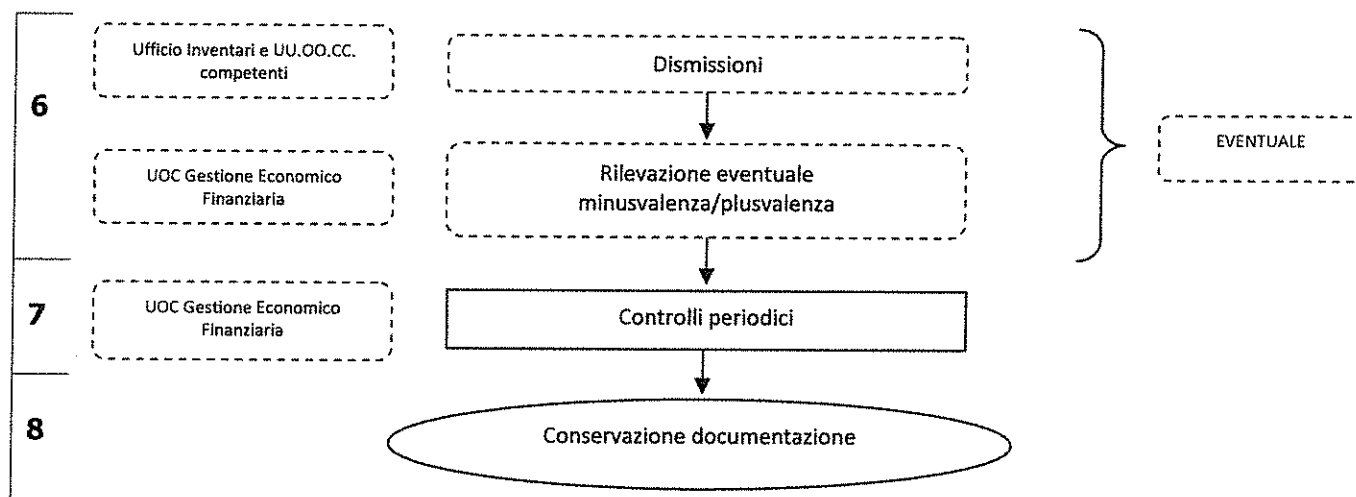 6
Ufficio Inventari e UU.OO.CC.
competenti
Dismissioni
EVENTUALE
UOC Gestione Economico
Finanziaria
Rilevazione eventuale
minusvalenza/plusvalenza
7
UOC Gestione Economico
Finanziaria
Controlli periodici
8
Conservazione documentazione